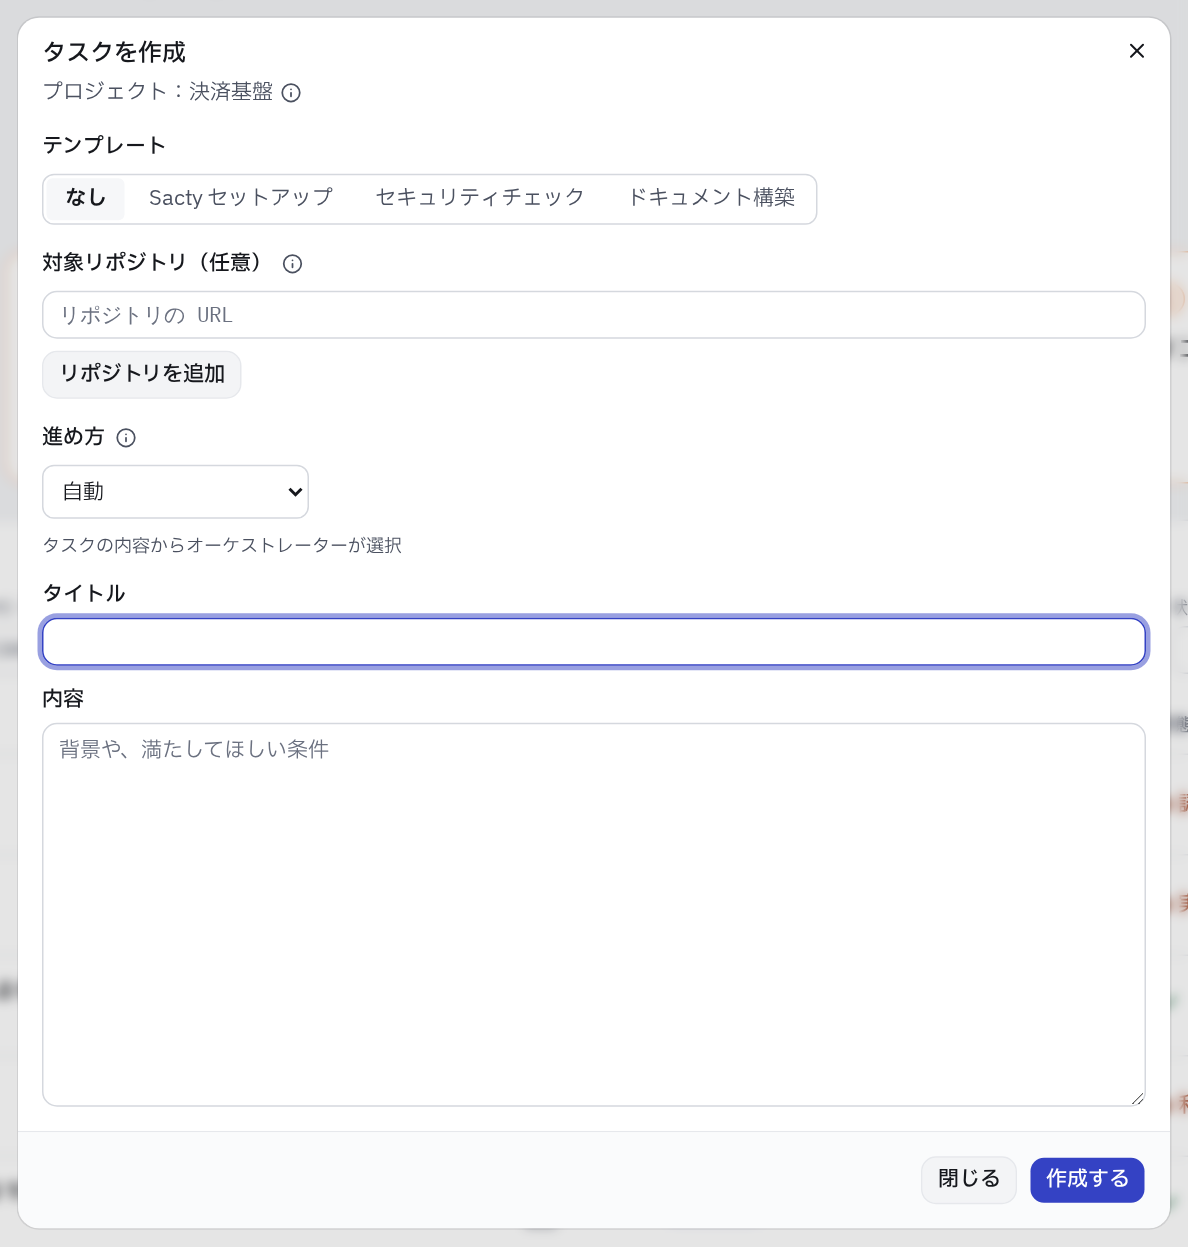 タスクを作成
プロジェクト：決済基盤
テンプレート
なし Sacty セットアップ セキュリティチェック ドキュメント構築
対象リポジトリ（任意）
リポジトリの URL
リポジトリを追加
進め方
自動
タスクの内容からオーケストレーターが選択
タイトル
内容
背景や、満たしてほしい条件
閉じる 作成する